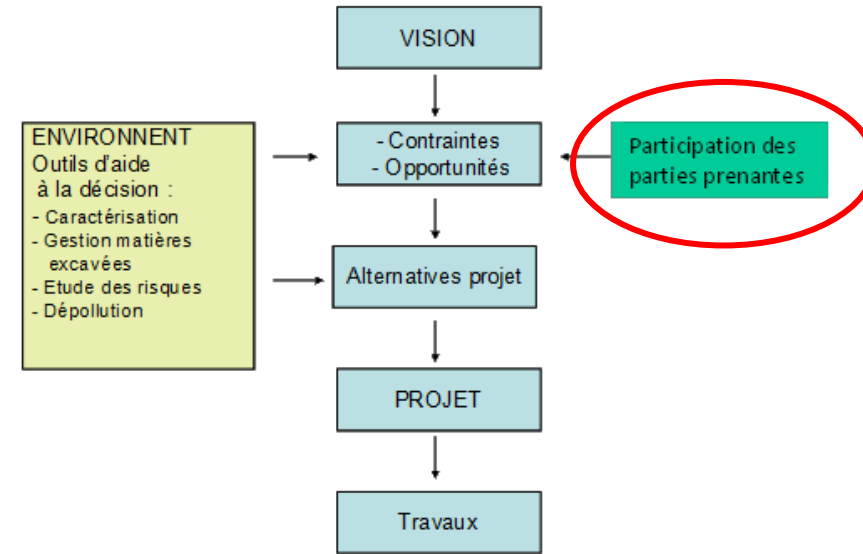 VISION
ENVIRONNENT
Outils d'aide
à la décision :
- Caractérisation
- Gestion matières
excavées
- Etude des risques
- Dépollution
- Contraintes
- Opportunités
Participation des
parties prenantes
Alternatives projet
PROJET
Travaux